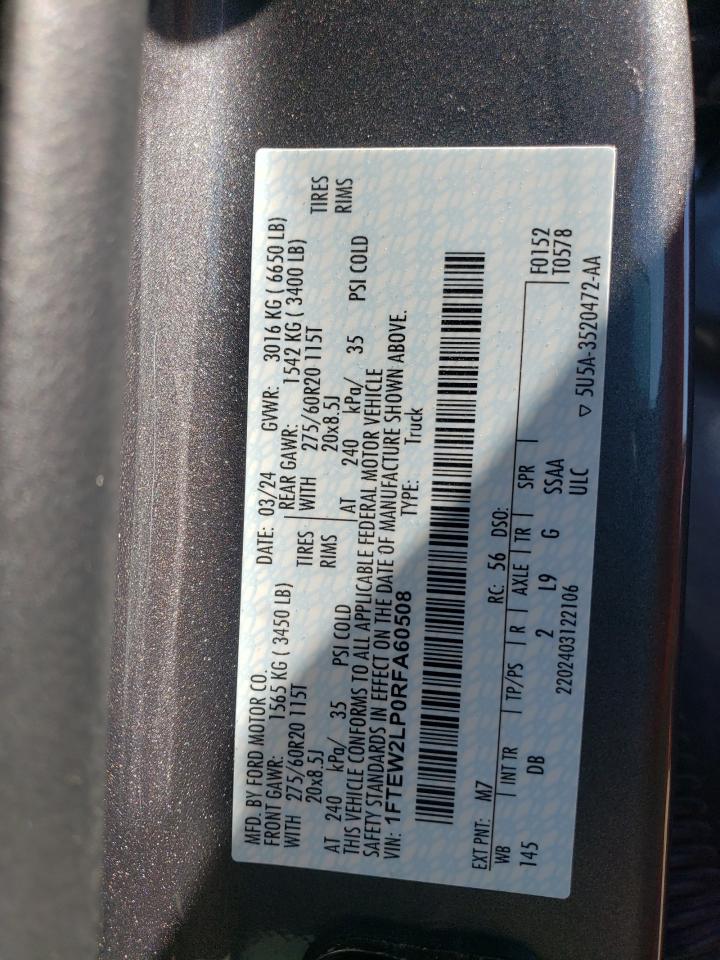 MFD. BY FORD MOTOR CO. DATE: 03/24 GVWR: 3016 KG ( 6650 LB)
FRONT GAWR: 1565 KG ( 3450 LB) REAR GAWR: 1542 KG ( 3400 LB)
WITH 275/60R20 115T TIRES WITH 275/60R20 115T TIRES
20x8.5J RIMS 20x8.5J RIMS
AT 240 kPa/ 35 PSI COLD AT 240 kPa/ 35 PSI COLD
THIS VEHICLE CONFORMS TO ALL APPLICABLE FEDERAL MOTOR VEHICLE
SAFETY STANDARDS IN EFFECT ON THE DATE OF MANUFACTURE SHOWN ABOVE.
VIN: 1FTEW2LP0RFA60508 TYPE: Truck
EXT PNT: M7 RC: 56 DSO: F0152
WB INT TR TP/PS R AXLE TR SPR T0578
145 DB 2 L9 G SSAA
2202403122106 ULC
▽ 5U5A-3520472-AA